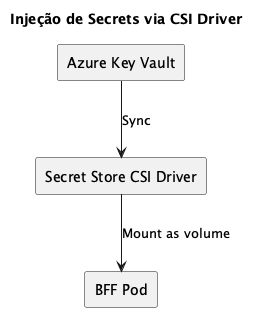 Injeção de Secrets via CSI Driver
Azure Key Vault
Sync
Secret Store CSI Driver
Mount as volume
BFF Pod